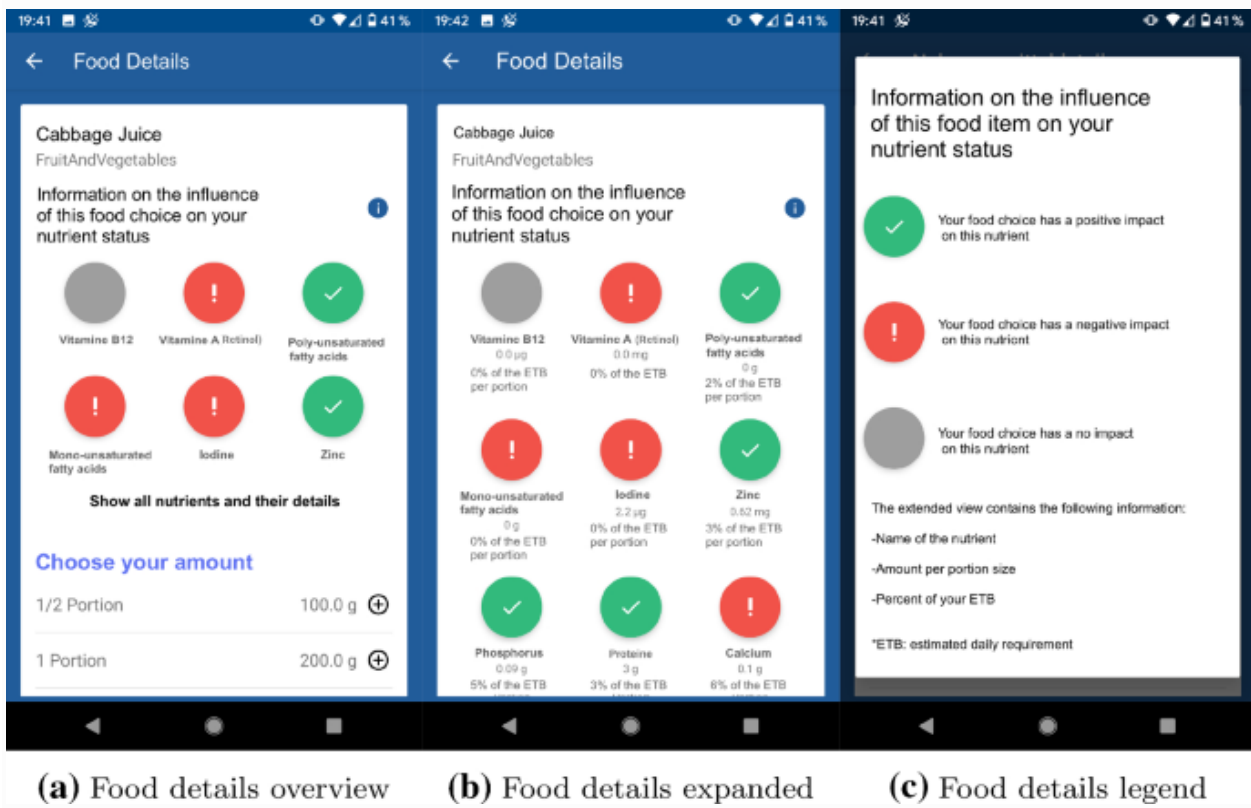 19:41
41%
Food Details
Cabbage Juice
FruitAndVegetables
Information on the influence
of this food choice on your
nutrient status
Vitamine B12
Vitamine A (Retinol)
Poly-unsaturated
fatty acids
Mono-unsaturated
fatty acids
Iodine
Zinc
Show all nutrients and their details
Choose your amount
1/2 Portion 100.0 g
1 Portion 200.0 g
(a) Food details overview
19:42
41%
Food Details
Cabbage Juice
FruitAndVegetables
Information on the influence
of this food choice on your
nutrient status
Vitamine B12
0.0 µg
0% of the ETB
per portion
Vitamine A (Retinol)
0.0 mg
0% of the ETB
Poly-unsaturated
fatty acids
0 g
2% of the ETB
per portion
Mono-unsaturated
fatty acids
0 g
0% of the ETB
per portion
Iodine
2.2 µg
0% of the ETB
per portion
Zinc
0.62 mg
3% of the ETB
per portion
Phosphorus
0.09 g
5% of the ETB
Proteine
3 g
3% of the ETB
Calcium
0.1 g
6% of the ETB
(b) Food details expanded
19:41
41%
Information on the influence
of this food item on your
nutrient status
Your food choice has a positive impact
on this nutrient
Your food choice has a negative impact
on this nutrient
Your food choice has a no impact
on this nutrient
The extended view contains the following information:
-Name of the nutrient
-Amount per portion size
-Percent of your ETB
*ETB: estimated daily requirement
(c) Food details legend